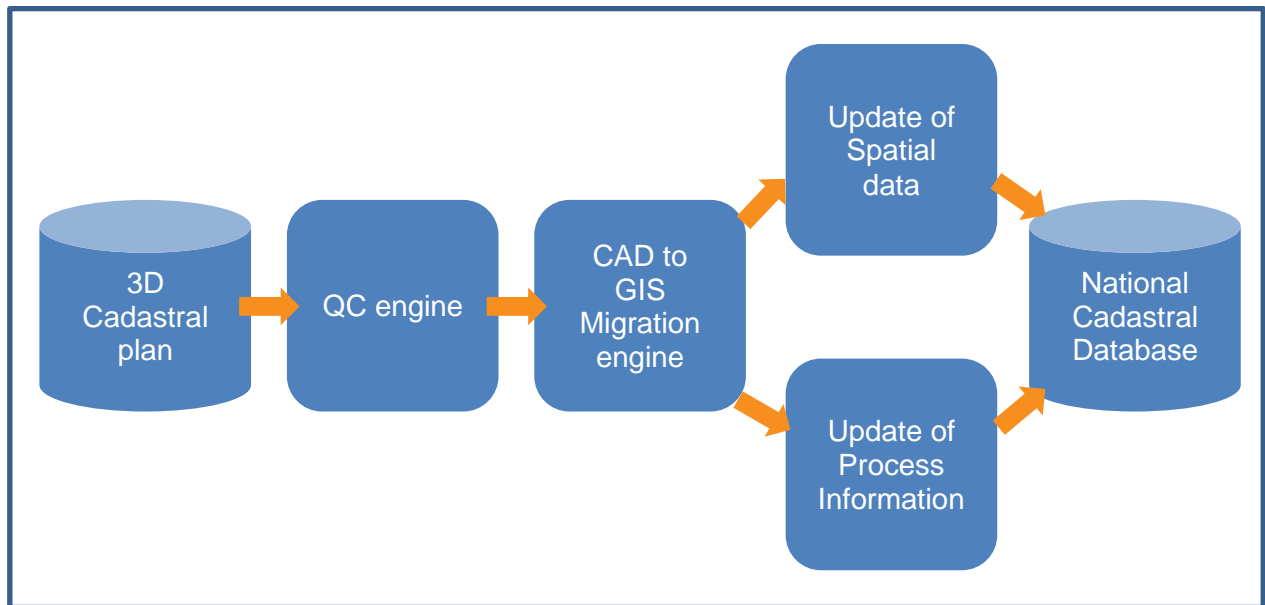 3D
Cadastral
plan
QC engine
CAD to
GIS
Migration
engine
Update of
Spatial
data
Update of
Process
Information
National
Cadastral
Database